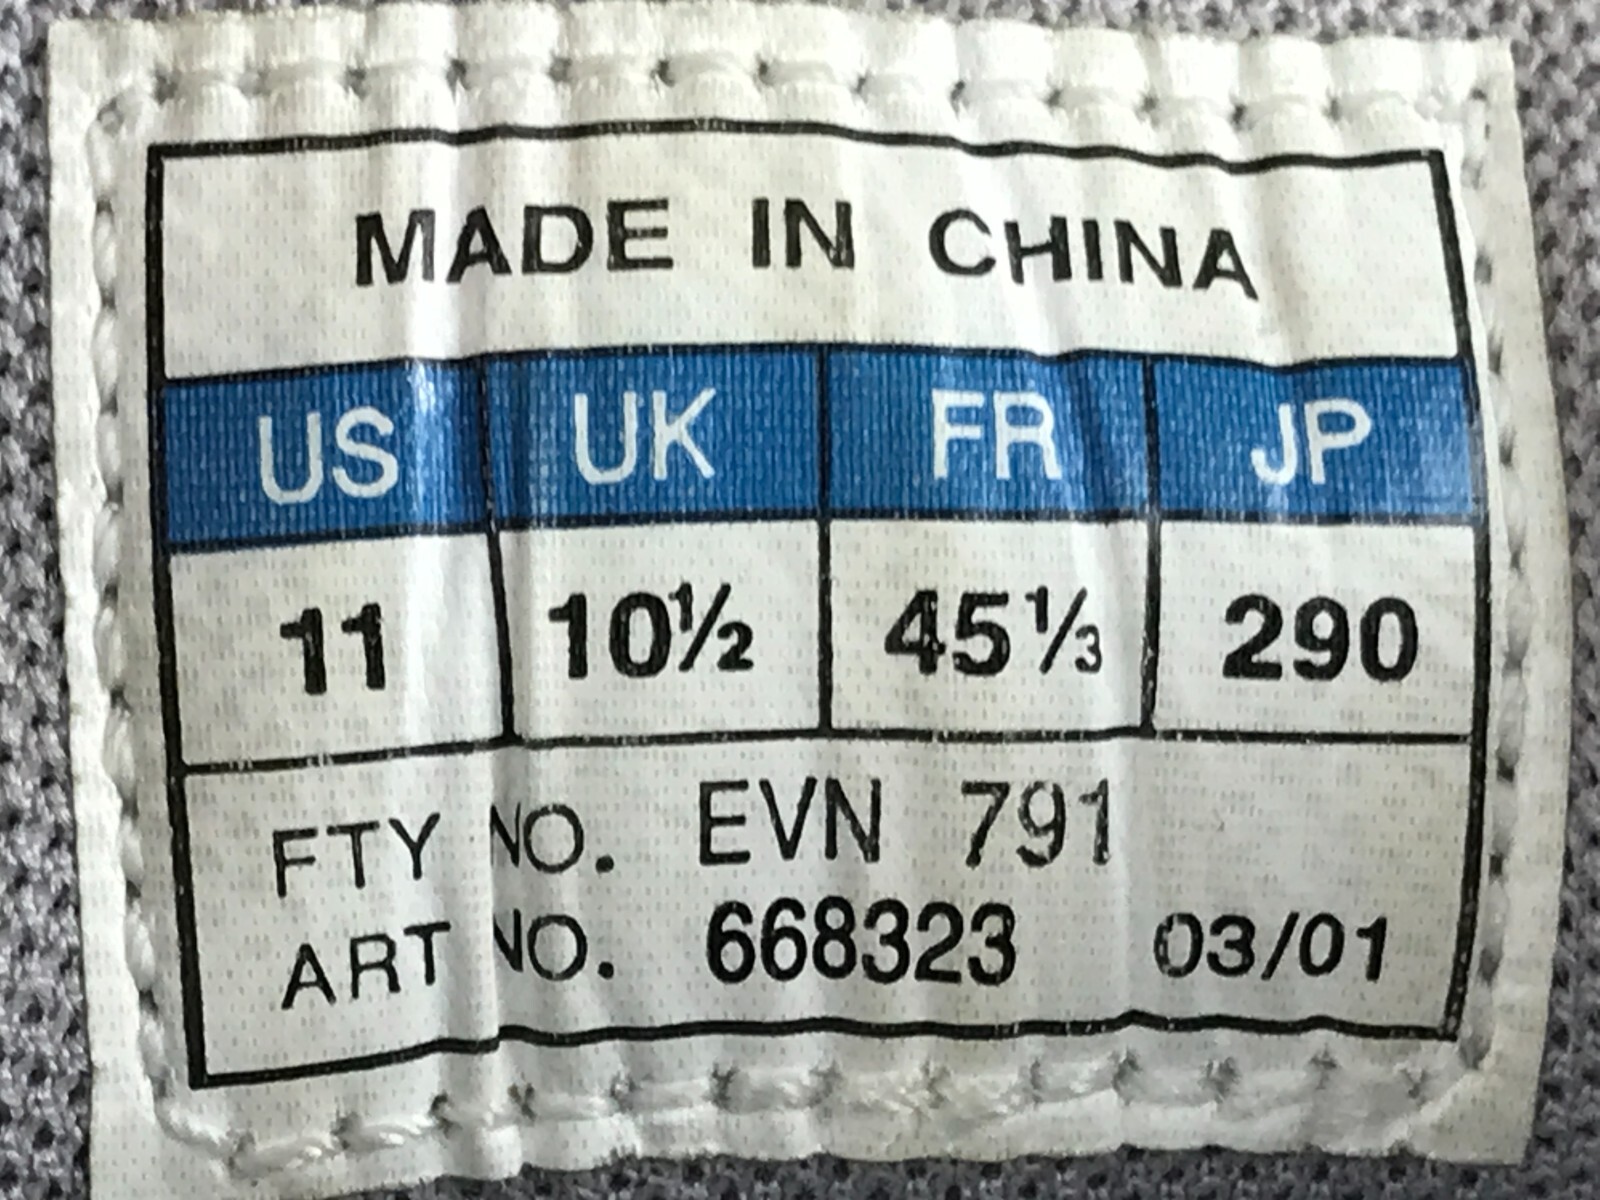 MADE IN CHINA
US UK FR JP
11 10½ 45⅓ 290
FTY NO. EVN 791
ART NO. 668323 03/01